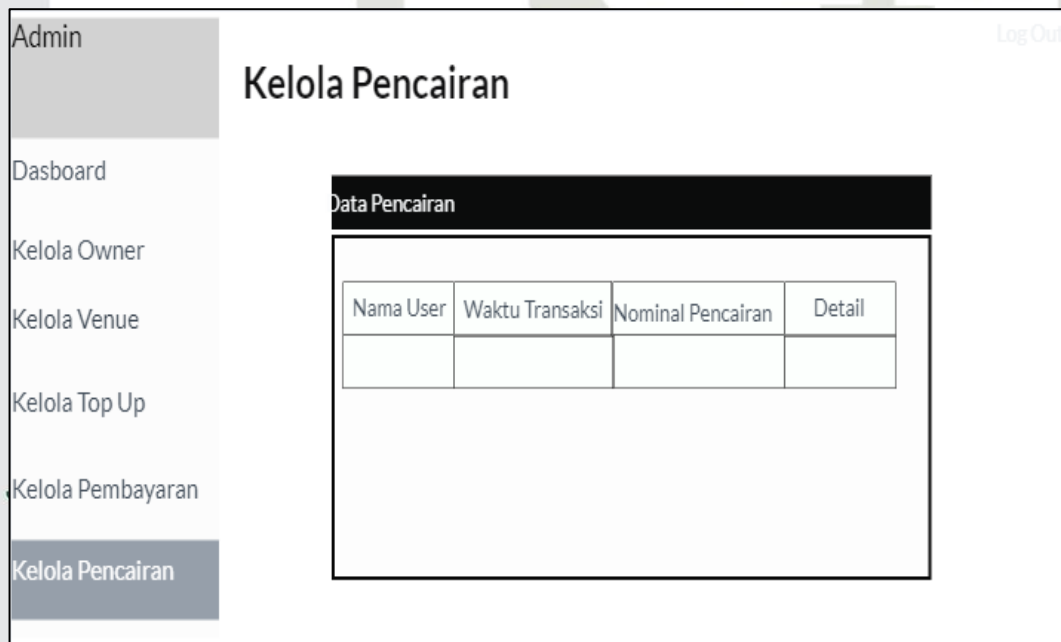 Admin
Log Out
Kelola Pencairan
Dasboard
Kelola Owner
Kelola Venue
Kelola Top Up
Kelola Pembayaran
Kelola Pencairan
Data Pencairan
Nama User
Waktu Transaksi
Nominal Pencairan
Detail